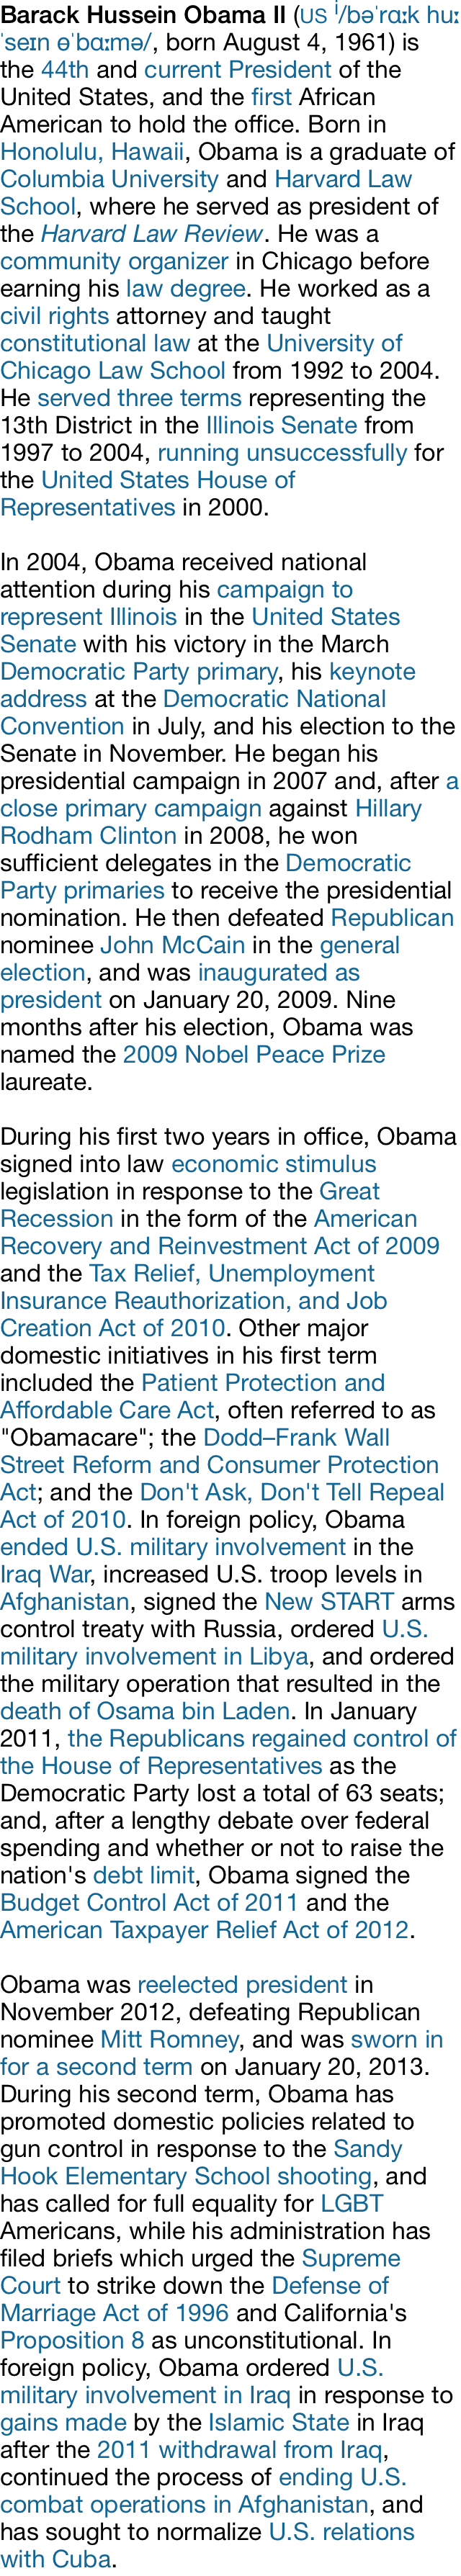 Barack Hussein Obama II (US i/bəˈrɑːk huː
ˈseɪn ɵˈbɑːmə/, born August 4, 1961) is
the 44th and current President of the
United States, and the first African
American to hold the office. Born in
Honolulu, Hawaii, Obama is a graduate of
Columbia University and Harvard Law
School, where he served as president of
the Harvard Law Review. He was a
community organizer in Chicago before
earning his law degree. He worked as a
civil rights attorney and taught
constitutional law at the University of
Chicago Law School from 1992 to 2004.
He served three terms representing the
13th District in the Illinois Senate from
1997 to 2004, running unsuccessfully for
the United States House of
Representatives in 2000.

In 2004, Obama received national
attention during his campaign to
represent Illinois in the United States
Senate with his victory in the March
Democratic Party primary, his keynote
address at the Democratic National
Convention in July, and his election to the
Senate in November. He began his
presidential campaign in 2007 and, after a
close primary campaign against Hillary
Rodham Clinton in 2008, he won
sufficient delegates in the Democratic
Party primaries to receive the presidential
nomination. He then defeated Republican
nominee John McCain in the general
election, and was inaugurated as
president on January 20, 2009. Nine
months after his election, Obama was
named the 2009 Nobel Peace Prize
laureate.

During his first two years in office, Obama
signed into law economic stimulus
legislation in response to the Great
Recession in the form of the American
Recovery and Reinvestment Act of 2009
and the Tax Relief, Unemployment
Insurance Reauthorization, and Job
Creation Act of 2010. Other major
domestic initiatives in his first term
included the Patient Protection and
Affordable Care Act, often referred to as
"Obamacare"; the Dodd–Frank Wall
Street Reform and Consumer Protection
Act; and the Don't Ask, Don't Tell Repeal
Act of 2010. In foreign policy, Obama
ended U.S. military involvement in the
Iraq War, increased U.S. troop levels in
Afghanistan, signed the New START arms
control treaty with Russia, ordered U.S.
military involvement in Libya, and ordered
the military operation that resulted in the
death of Osama bin Laden. In January
2011, the Republicans regained control of
the House of Representatives as the
Democratic Party lost a total of 63 seats;
and, after a lengthy debate over federal
spending and whether or not to raise the
nation's debt limit, Obama signed the
Budget Control Act of 2011 and the
American Taxpayer Relief Act of 2012.

Obama was reelected president in
November 2012, defeating Republican
nominee Mitt Romney, and was sworn in
for a second term on January 20, 2013.
During his second term, Obama has
promoted domestic policies related to
gun control in response to the Sandy
Hook Elementary School shooting, and
has called for full equality for LGBT
Americans, while his administration has
filed briefs which urged the Supreme
Court to strike down the Defense of
Marriage Act of 1996 and California's
Proposition 8 as unconstitutional. In
foreign policy, Obama ordered U.S.
military involvement in Iraq in response to
gains made by the Islamic State in Iraq
after the 2011 withdrawal from Iraq,
continued the process of ending U.S.
combat operations in Afghanistan, and
has sought to normalize U.S. relations
with Cuba.